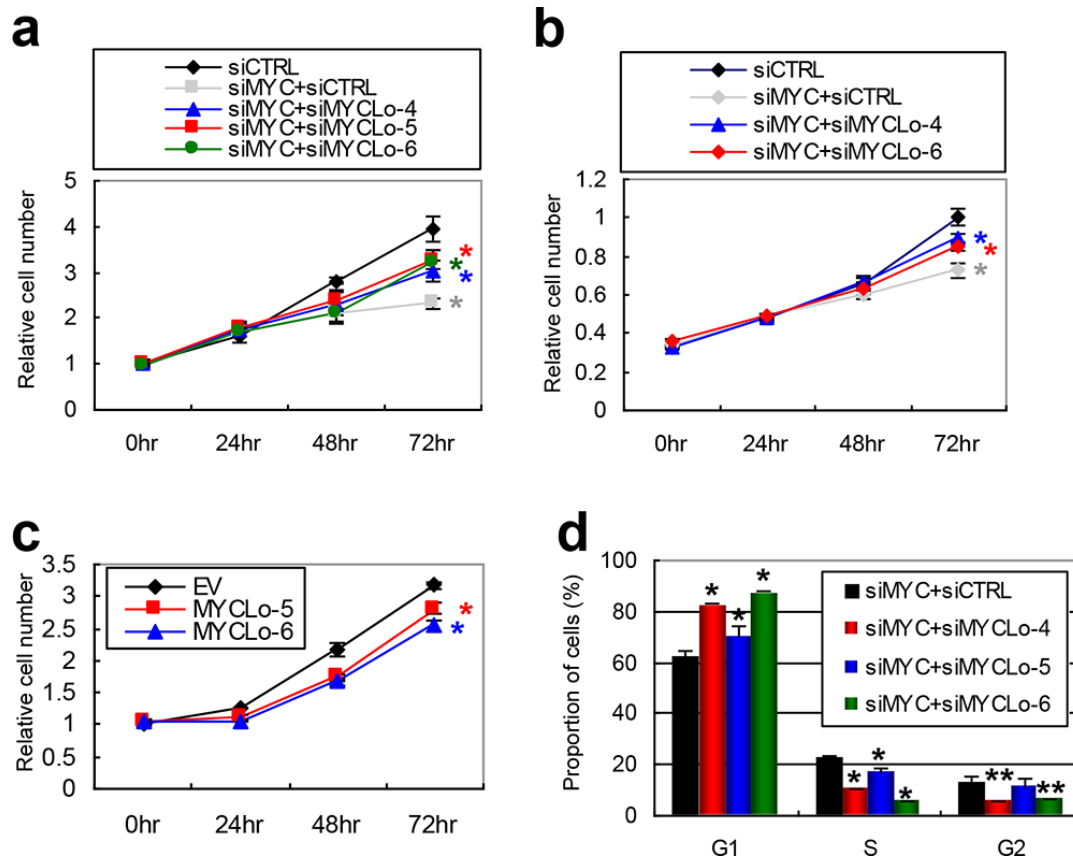 a
siCTRL
siMYC+siCTRL
siMYC+siMYCLo-4
siMYC+siMYCLo-5
siMYC+siMYCLo-6
Relative cell number
5
4
3
2
1
0
*
*
*
*
0hr 24hr 48hr 72hr
b
siCTRL
siMYC+siCTRL
siMYC+siMYCLo-4
siMYC+siMYCLo-6
Relative cell number
1.2
1
0.8
0.6
0.4
0.2
0
*
*
*
0hr 24hr 48hr 72hr
c
EV
MYCLo-5
MYCLo-6
Relative cell number
3.5
3
2.5
2
1.5
1
0.5
0
*
*
0hr 24hr 48hr 72hr
d
siMYC+siCTRL
siMYC+siMYCLo-4
siMYC+siMYCLo-5
siMYC+siMYCLo-6
Proportion of cells (%)
100
80
60
40
20
0
* * *
* * *
** **
G1 S G2